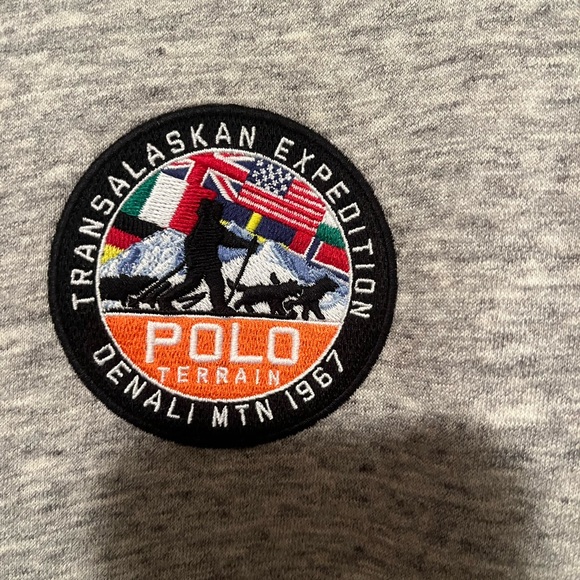 TRANSALASKAN EXPEDITION
POLO
TERRAIN
DENALI MTN 1967